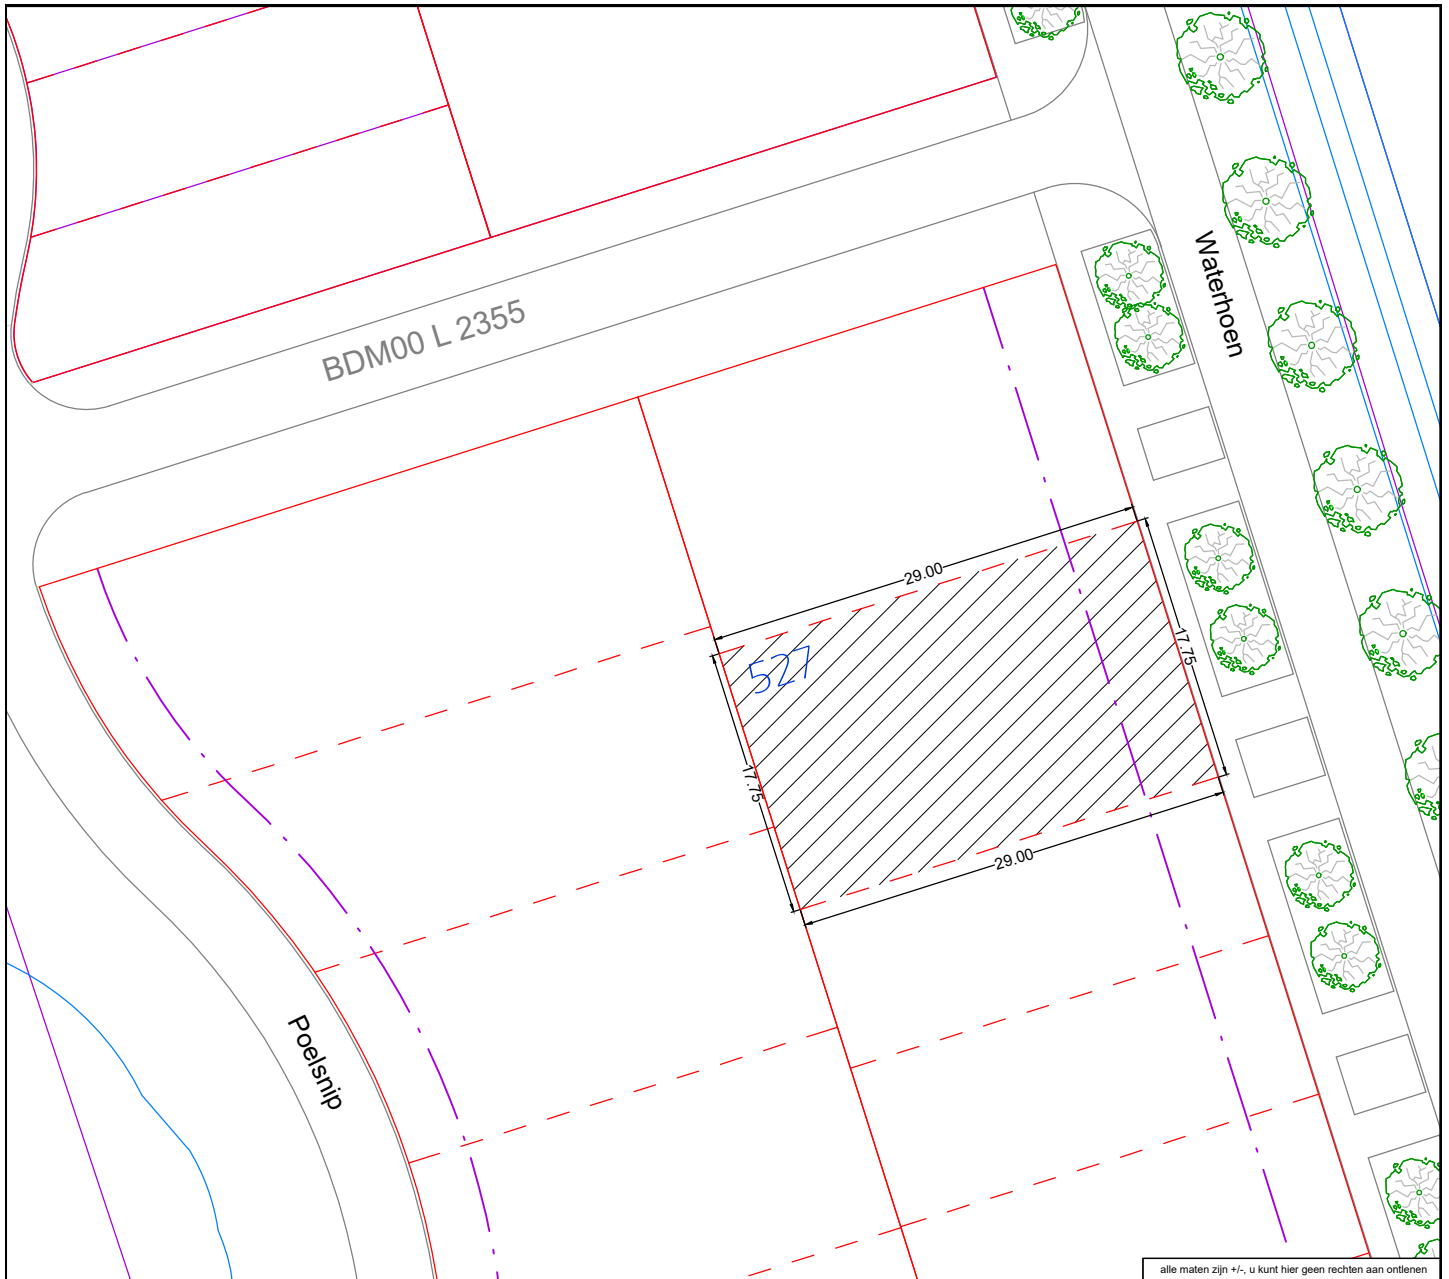 Waterhoen
BDM00 L 2355
29.00
527
17.75
17.75
29.00
Poelsnip
alle maten zijn +/-, u kunt hier geen rechten aan ontlenen